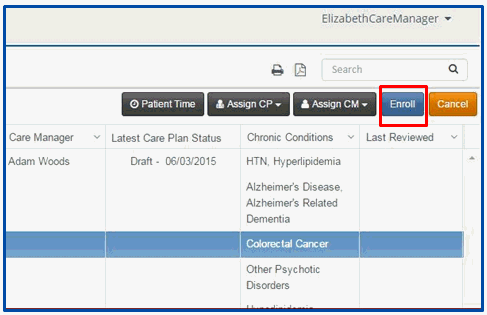 ElizabethCareManager
Search
Patient Time Assign CP Assign CM Enroll Cancel
Care Manager Latest Care Plan Status Chronic Conditions Last Reviewed
Adam Woods Draft - 06/03/2015 HTN, Hyperlipidemia
Alzheimer's Disease,
Alzheimer's Related
Dementia
Colorectal Cancer
Other Psychotic
Disorders